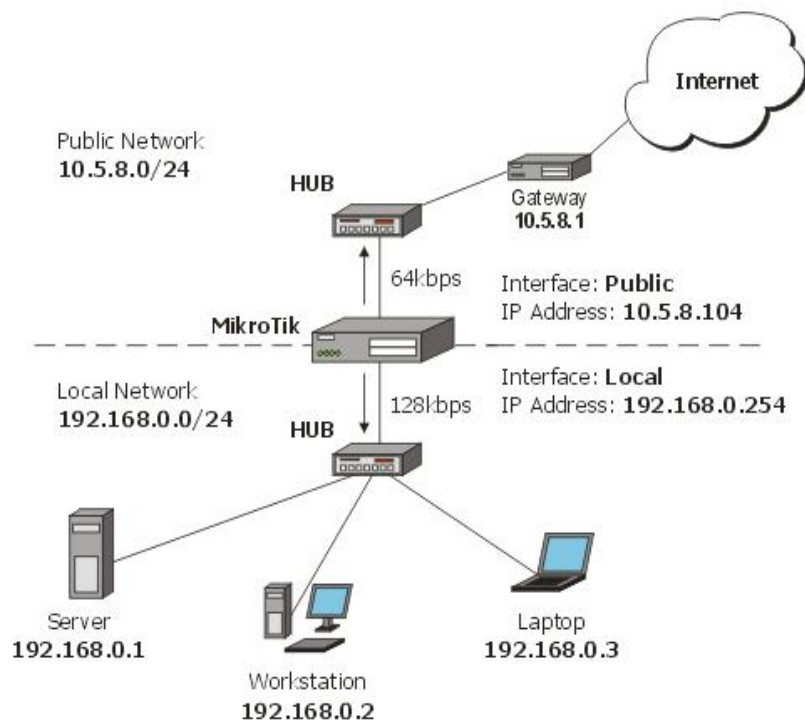 Internet
Public Network
10.5.8.0/24
HUB
Gateway
10.5.8.1
64kbps
Interface: Public
IP Address: 10.5.8.104
MikroTik
Local Network
192.168.0.0/24
128kbps
Interface: Local
IP Address: 192.168.0.254
HUB
Server
192.168.0.1
Workstation
192.168.0.2
Laptop
192.168.0.3